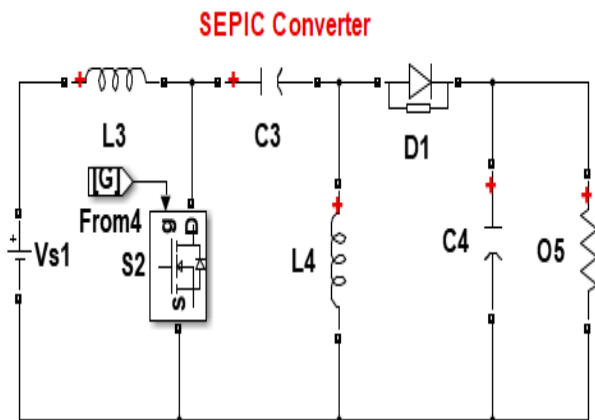 SEPIC Converter
L3
C3
D1
[G]
From4
g
D
S
S2
Vs1
L4
C4
O5